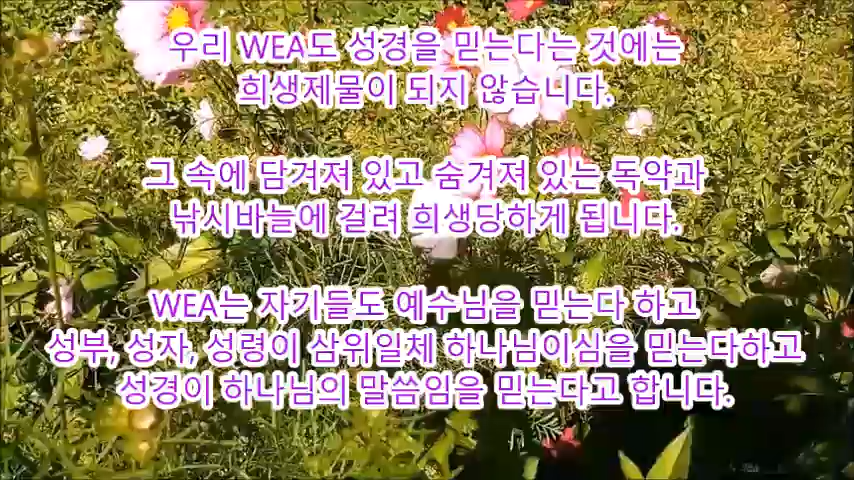 우리 WEA도 성경을 믿는다는 것에는
희생제물이 되지 않습니다.
그 속에 담겨져 있고 숨겨져 있는 독약과
낚시바늘에 걸려 희생당하게 됩니다.
WEA는 자기들도 예수님을 믿는다 하고
성부, 성자, 성령이 삼위일체 하나님이심을 믿는다하고
성경이 하나님의 말씀임을 믿는다고 합니다.